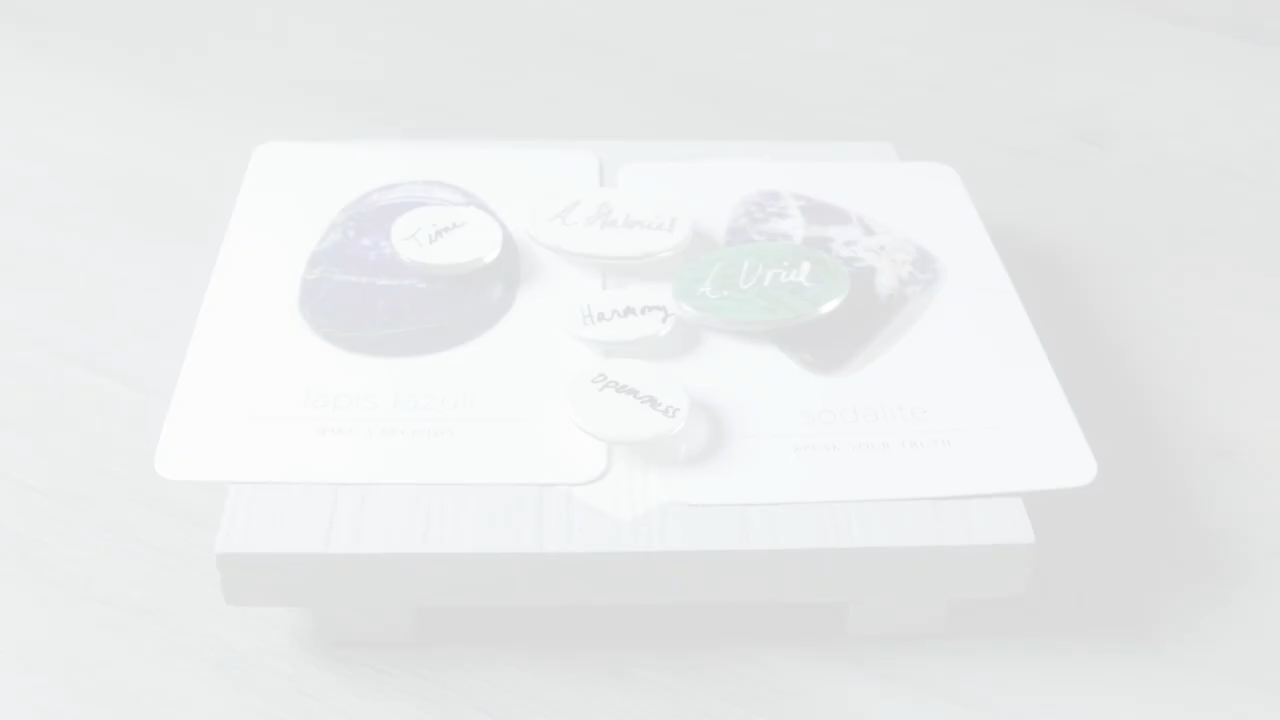 Time
A. Gabriel
A. Uriel
Harmony
Openness
lapis lazuli
sodalite
SPEAK YOUR TRUTH